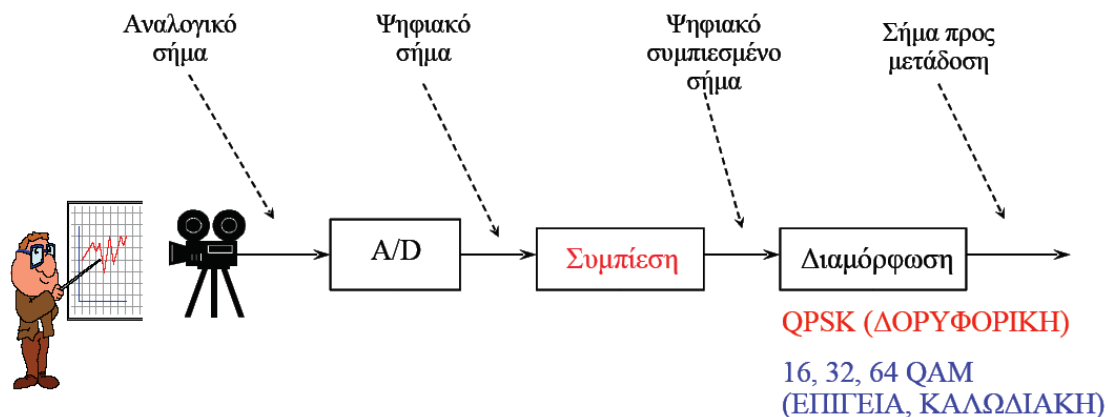 Αναλογικό
σήμα
Ψηφιακό
σήμα
Ψηφιακό
συμπιεσμένο
σήμα
Σήμα προς
μετάδοση
A/D
Συμπίεση
Διαμόρφωση
QPSK (ΔΟΡΥΦΟΡΙΚΗ)
16, 32, 64 QAM
(ΕΠΙΓΕΙΑ, ΚΑΛΩΔΙΑΚΗ)